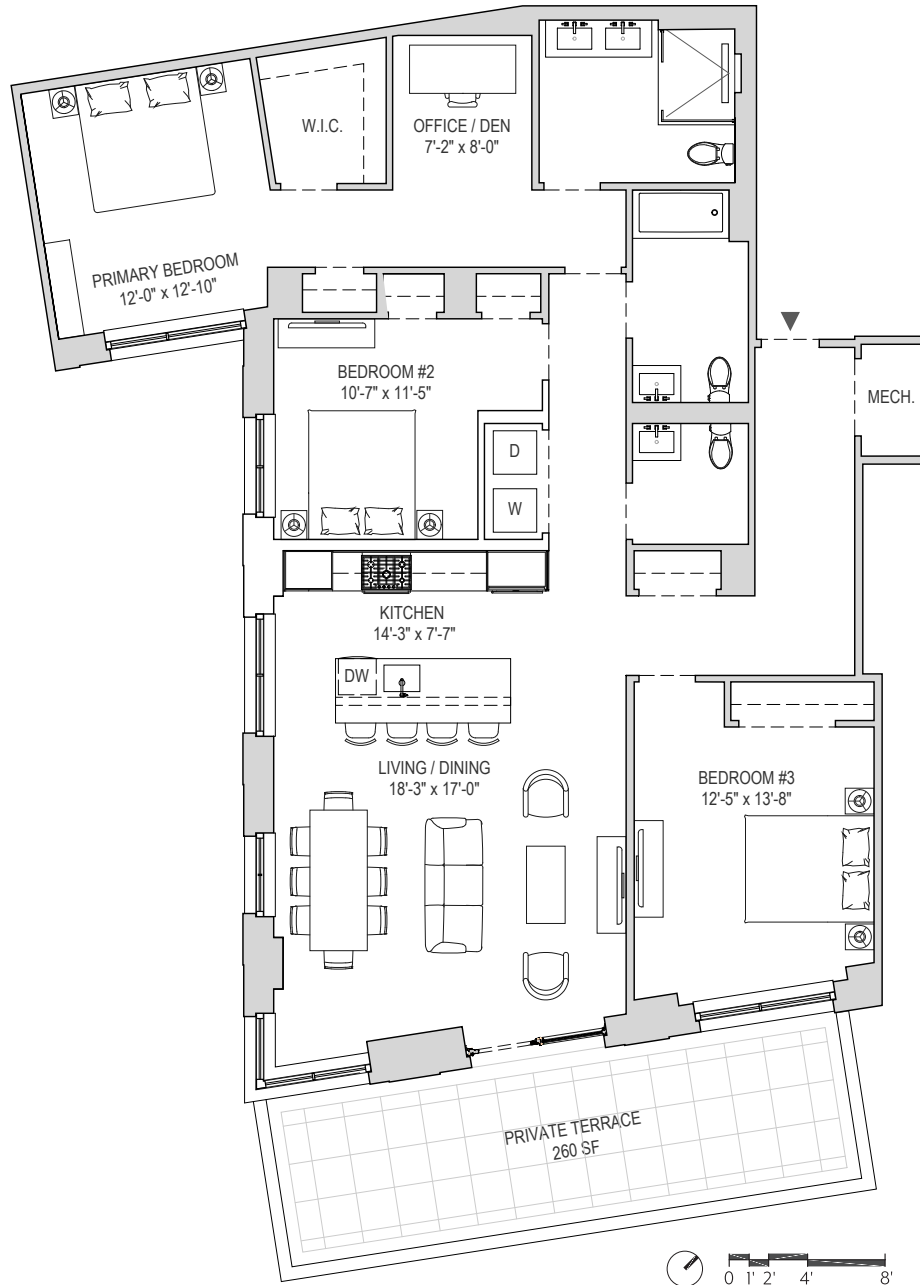 W.I.C.
OFFICE / DEN
7'-2" x 8'-0"
PRIMARY BEDROOM
12'-0" x 12'-10"
BEDROOM #2
10'-7" x 11'-5"
MECH.
D
W
KITCHEN
14'-3" x 7'-7"
DW
LIVING / DINING
18'-3" x 17'-0"
BEDROOM #3
12'-5" x 13'-8"
PRIVATE TERRACE
260 SF
0 1' 2' 4' 8'